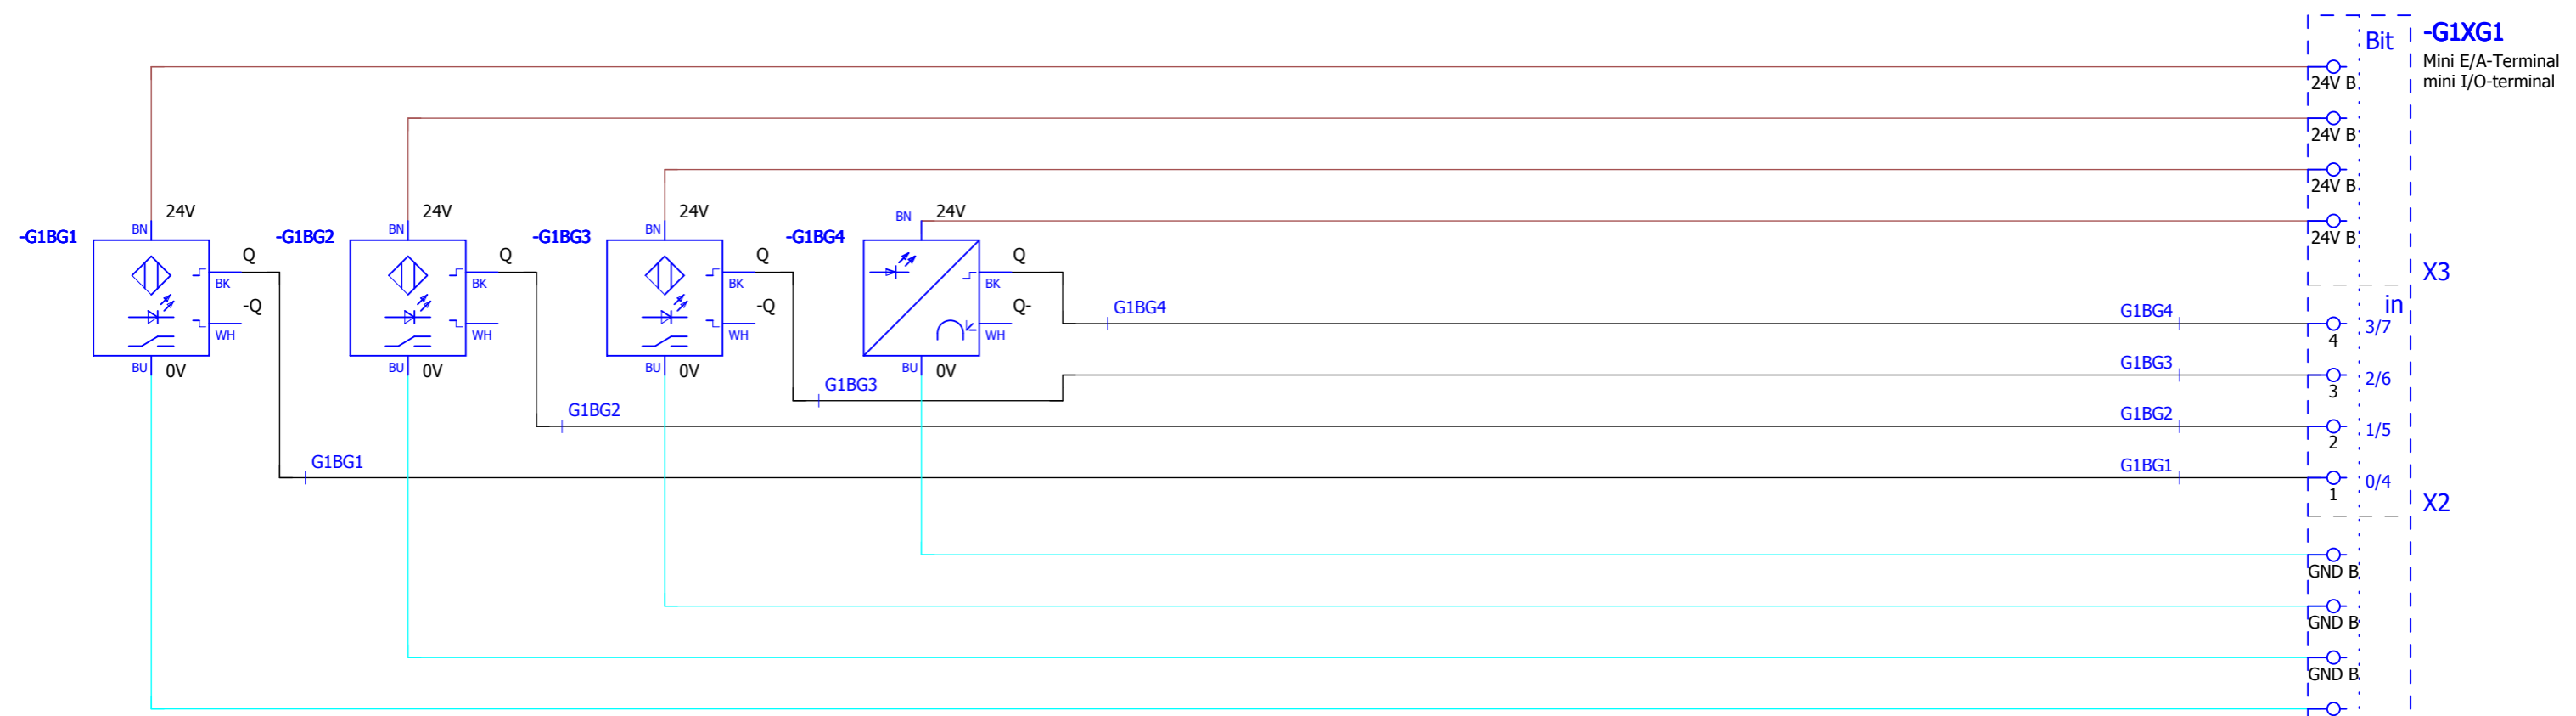 Bit
-G1XG1
Mini E/A-Terminal
mini I/O-terminal
24V B
24V B
24V B
24V B
X3
24V
24V
24V
24V
-G1BG1
BN
-G1BG2
BN
-G1BG3
BN
-G1BG4
BN
Q
BK
-Q
WH
Q
BK
WH
Q
BK
-Q
WH
Q
BK
Q-
WH
BU
0V
BU
0V
BU
0V
BU
0V
in
G1BG4
G1BG4
3/7
4
G1BG3
G1BG3
2/6
3
G1BG2
G1BG2
1/5
2
G1BG1
G1BG1
0/4
1
X2
GND B
GND B
GND B